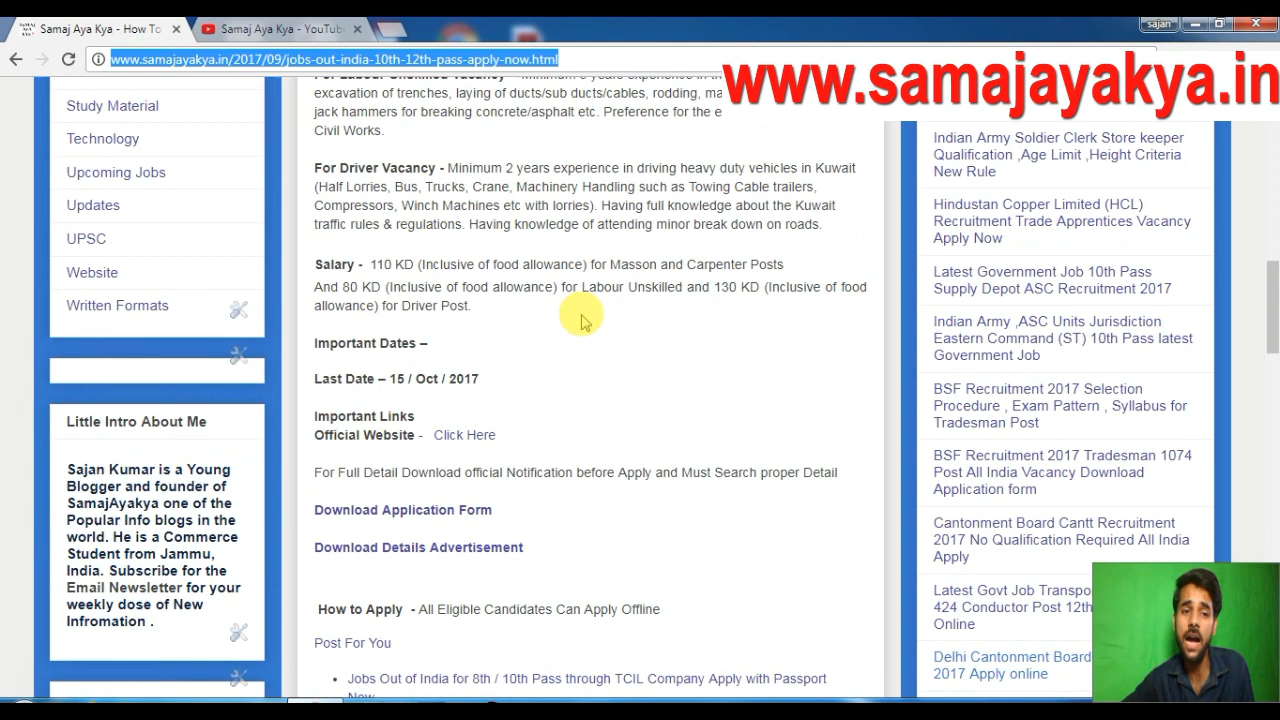 Samaj Aya Kya - How To
Samaj Aya Kya - YouTube
sajan
www.samajayakya.in/2017/09/jobs-out-india-10th-12th-pass-apply-now.html
www.samajayakya.in
Study Material
Technology
Upcoming Jobs
Updates
UPSC
Website
Written Formats
Little Intro About Me
Sajan Kumar is a Young
Blogger and founder of
SamajAyakya one of the
Popular Info blogs in the
world. He is a Commerce
Student from Jammu,
India. Subscribe for the
Email Newsletter for your
weekly dose of New
Infromation .
excavation of trenches, laying of ducts/sub ducts/cables, rodding,
jack hammers for breaking concrete/asphalt etc. Preference for the
Civil Works.
For Driver Vacancy - Minimum 2 years experience in driving heavy duty vehicles in Kuwait
(Half Lorries, Bus, Trucks, Crane, Machinery Handling such as Towing Cable trailers,
Compressors, Winch Machines etc with lorries). Having full knowledge about the Kuwait
traffic rules & regulations. Having knowledge of attending minor break down on roads.
Salary - 110 KD (Inclusive of food allowance) for Masson and Carpenter Posts
And 80 KD (Inclusive of food allowance) for Labour Unskilled and 130 KD (Inclusive of food
allowance) for Driver Post.
Important Dates –
Last Date – 15 / Oct / 2017
Important Links
Official Website - Click Here
For Full Detail Download official Notification before Apply and Must Search proper Detail
Download Application Form
Download Details Advertisement
How to Apply - All Eligible Candidates Can Apply Offline
Post For You
• Jobs Out of India for 8th / 10th Pass through TCIL Company Apply with Passport
Now
Indian Army Soldier Clerk Store keeper
Qualification ,Age Limit ,Height Criteria
New Rule
Hindustan Copper Limited (HCL)
Recruitment Trade Apprentices Vacancy
Apply Now
Latest Government Job 10th Pass
Supply Depot ASC Recruitment 2017
Indian Army ,ASC Units Jurisdiction
Eastern Command (ST) 10th Pass latest
Government Job
BSF Recruitment 2017 Selection
Procedure , Exam Pattern , Syllabus for
Tradesman Post
BSF Recruitment 2017 Tradesman 1074
Post All India Vacancy Download
Application form
Cantonment Board Cantt Recruitment
2017 No Qualification Required All India
Apply
Latest Govt Job Transpo
424 Conductor Post 12th
Online
Delhi Cantonment Board
2017 Apply online